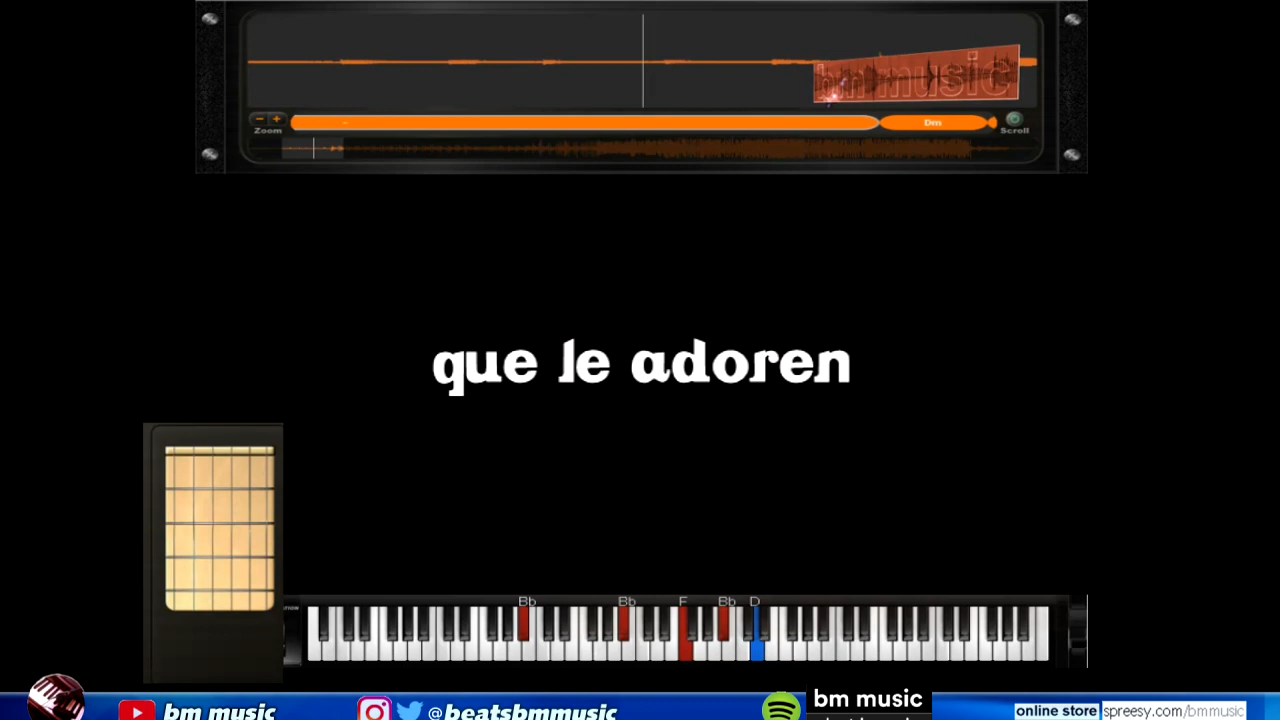 bm music
Zoom
Dm
Scroll
que le adoren
Bb Bb F Bb D
bm music
@beatsbmmusic
bm music
online store spreesy.com/bmmusic